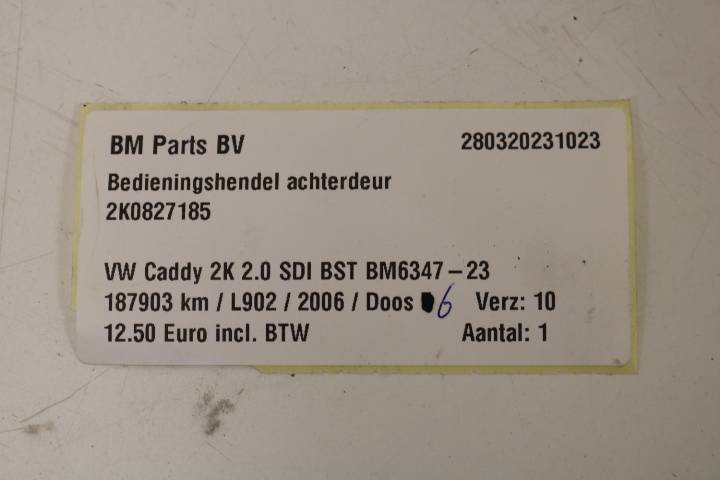 BM Parts BV 280320231023
Bedieningshendel achterdeur
2K0827185
VW Caddy 2K 2.0 SDI BST BM6347-23
187903 km / L902 / 2006 / Doos 6 Verz: 10
12.50 Euro incl. BTW Aantal: 1